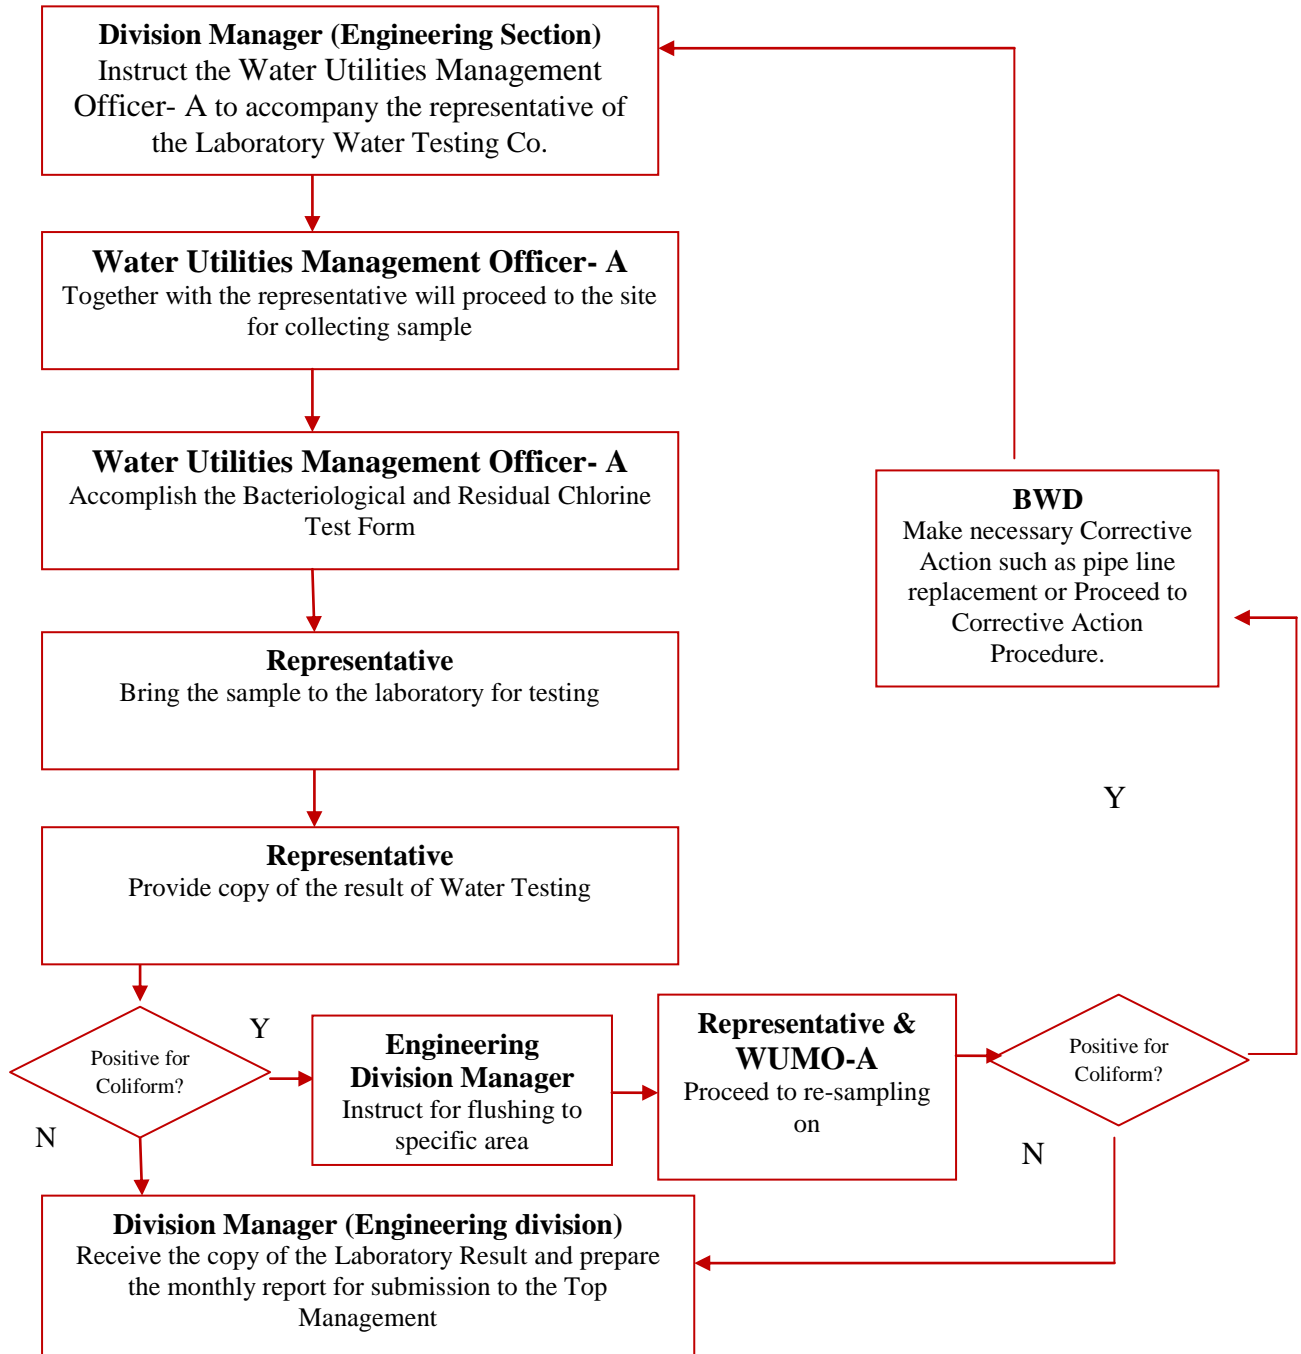 Division Manager (Engineering Section)
Instruct the Water Utilities Management
Officer- A to accompany the representative of
the Laboratory Water Testing Co.
Water Utilities Management Officer- A
Together with the representative will proceed to the site
for collecting sample
Water Utilities Management Officer- A
Accomplish the Bacteriological and Residual Chlorine
Test Form
BWD
Make necessary Corrective
Action such as pipe line
replacement or Proceed to
Corrective Action
Procedure.
Representative
Bring the sample to the laboratory for testing
Y
Representative
Provide copy of the result of Water Testing
Positive for
Coliform?
Y
N
Engineering
Division Manager
Instruct for flushing to
specific area
Representative &
WUMO-A
Proceed to re-sampling
on
Positive for
Coliform?
N
Division Manager (Engineering division)
Receive the copy of the Laboratory Result and prepare
the monthly report for submission to the Top
Management